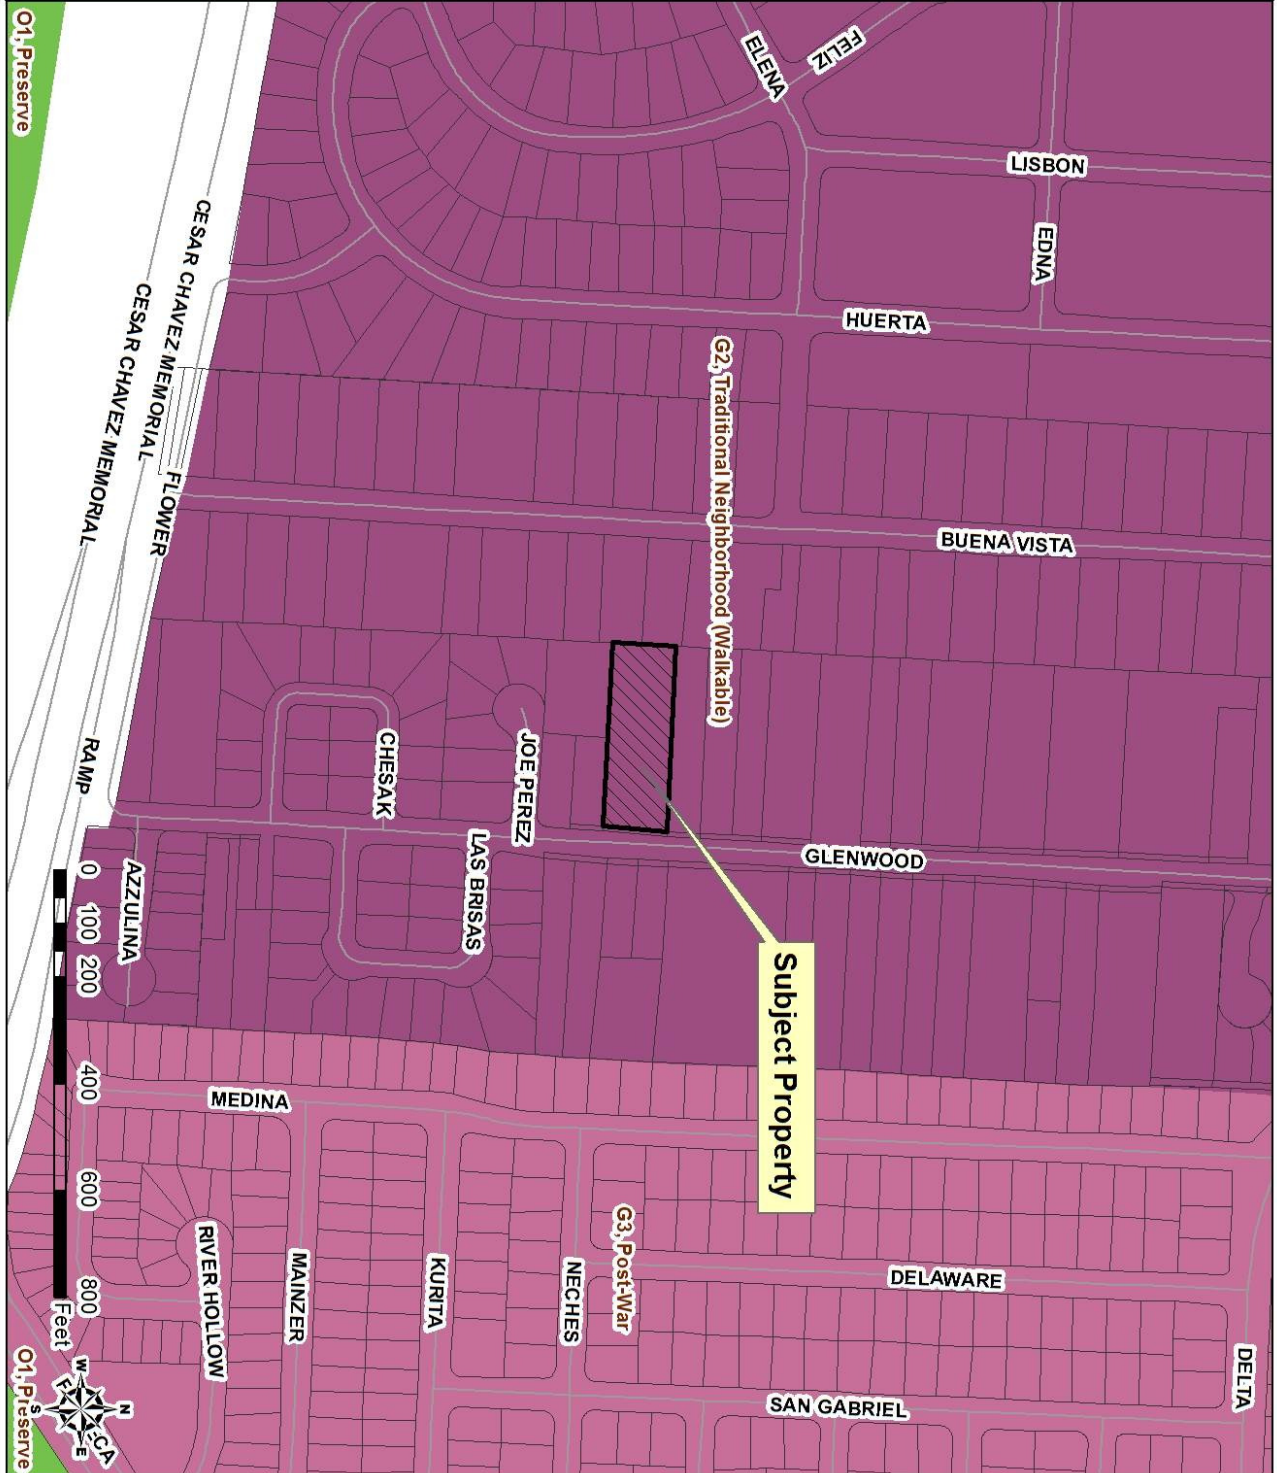 O1, Preserve
ELENA
FELIZ
LISBON
EDNA
HUERTA
G2, Traditional Neighborhood (Walkable)
CESAR CHAVEZ MEMORIAL
CESAR CHAVEZ MEMORIAL
FLOWER
BUENA VISTA
RAMP
CHESAK
JOE PEREZ
LAS BRISAS
GLENWOOD
AZZULINA
Subject Property
MEDINA
G3, Post-War
RIVER HOLLOW
MAINZER
KURITA
NECHES
DELAWARE
DELTA
SAN GABRIEL
0 100 200 400 600 800
Feet
N
W
E
S
O1, Preserve